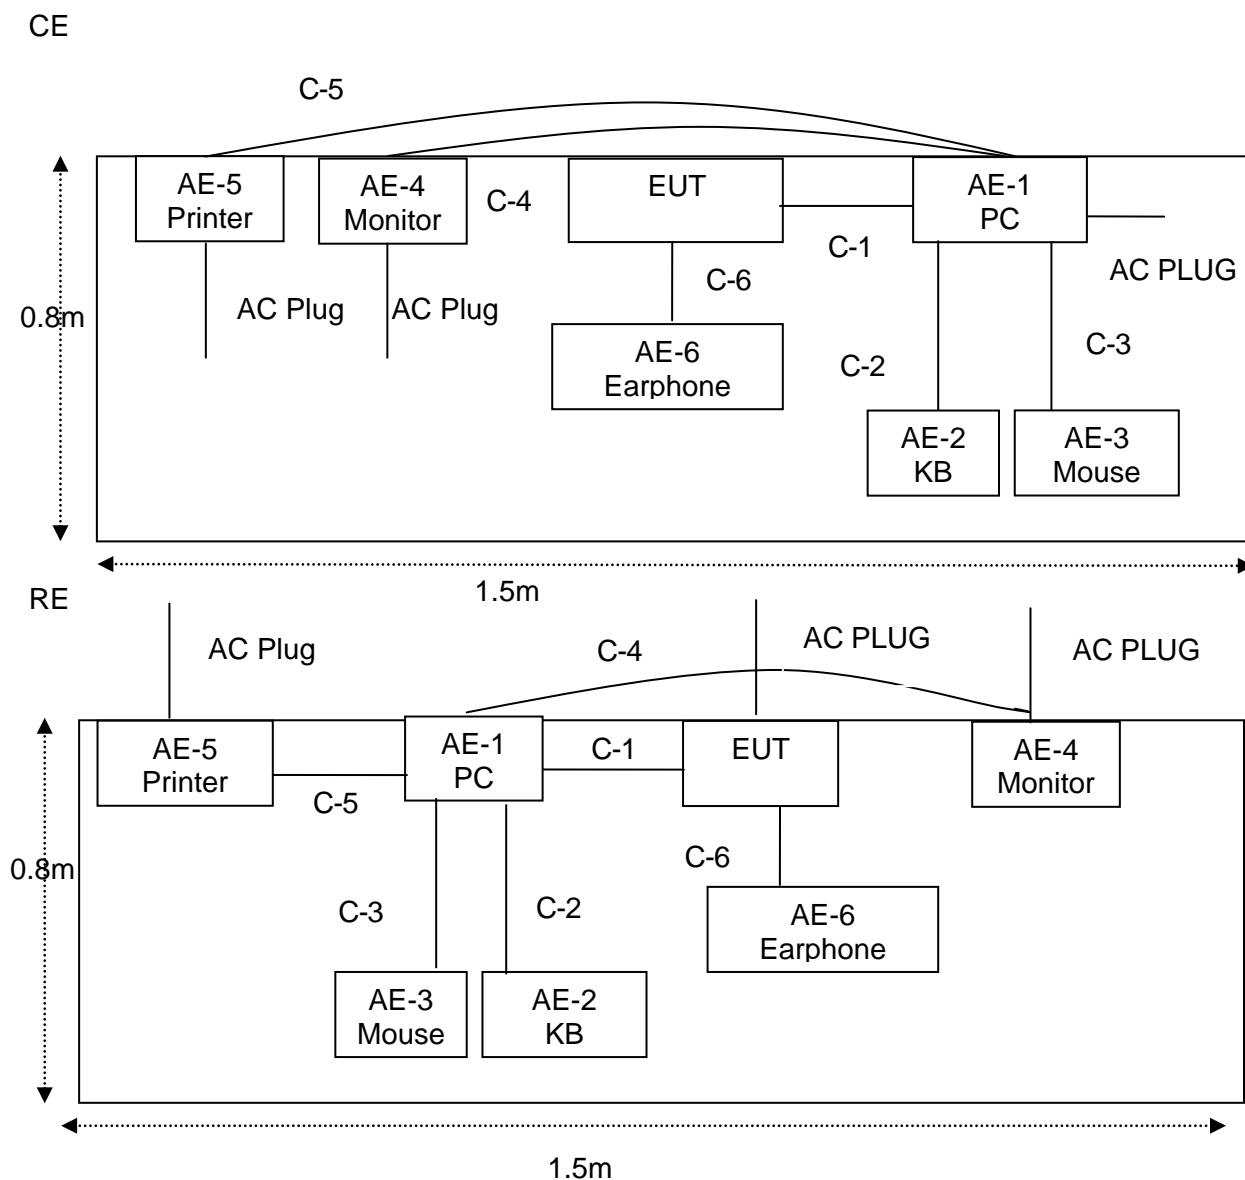 CE
C-5
AE-5
Printer
AE-4
Monitor
C-4
EUT
AE-1
PC
C-1
AC PLUG
C-6
AC Plug
AC Plug
0.8m
AE-6
Earphone
C-2
C-3
AE-2
KB
AE-3
Mouse
1.5m
RE
AC Plug
C-4
AC PLUG
AC PLUG
AE-5
Printer
AE-1
PC
C-1
EUT
AE-4
Monitor
C-5
0.8m
C-6
C-3
C-2
AE-6
Earphone
AE-3
Mouse
AE-2
KB
1.5m